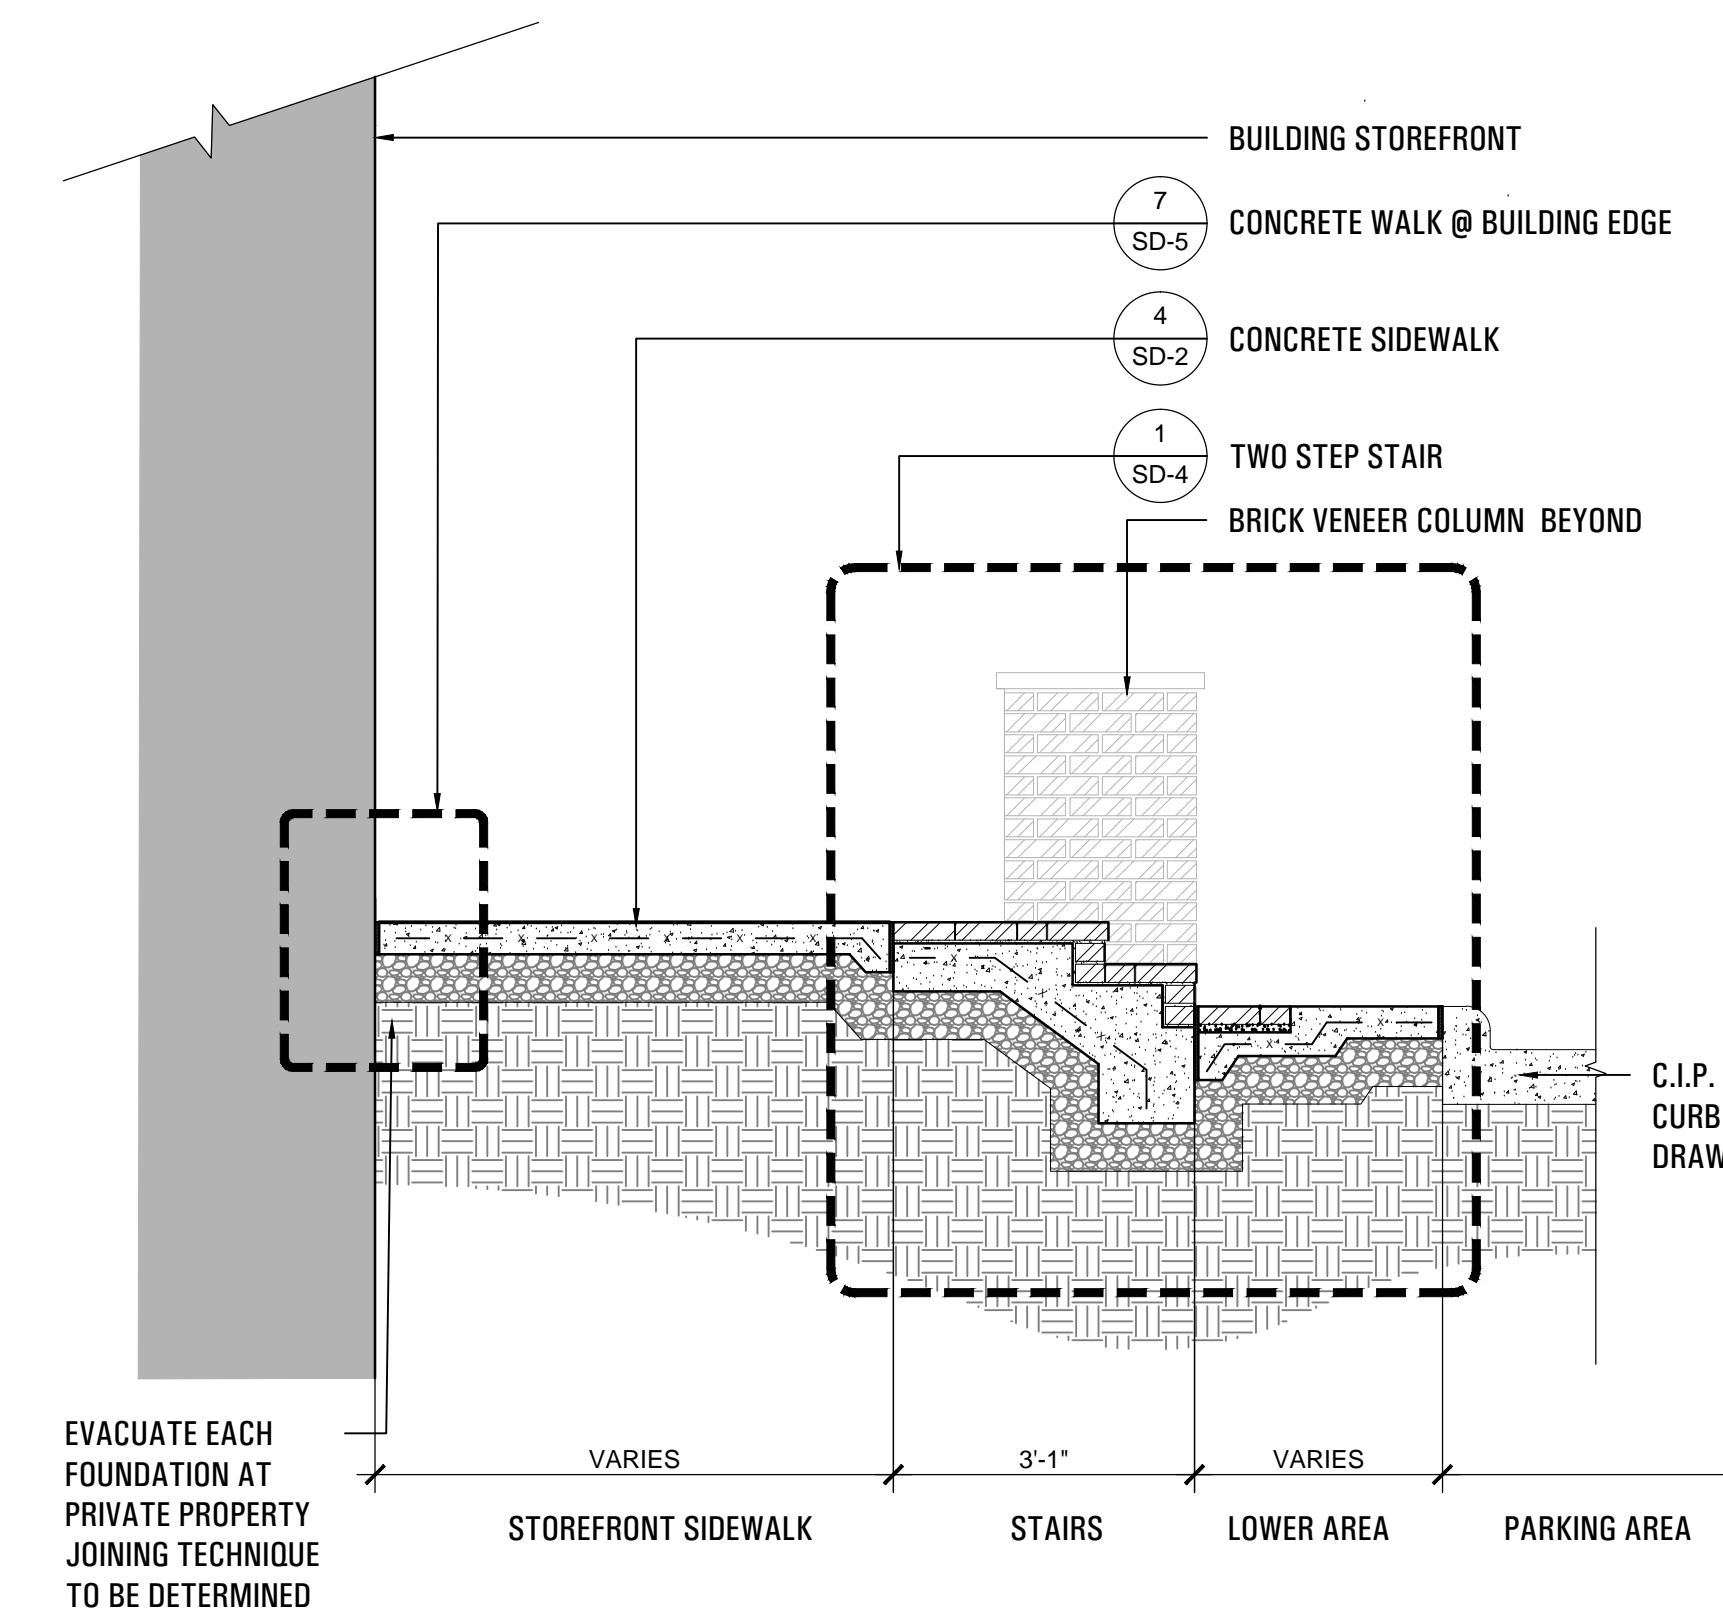 BUILDING STOREFRONT
7
SD-5
CONCRETE WALK @ BUILDING EDGE
4
SD-2
CONCRETE SIDEWALK
1
SD-4
TWO STEP STAIR
BRICK VENEER COLUMN BEYOND
C.I.P.
CURB
EVACUATE EACH
FOUNDATION AT
PRIVATE PROPERTY
JOINING TECHNIQUE
TO BE DETERMINED
VARIES
3'-1"
VARIES
STOREFRONT SIDEWALK
STAIRS
LOWER AREA
PARKING AREA